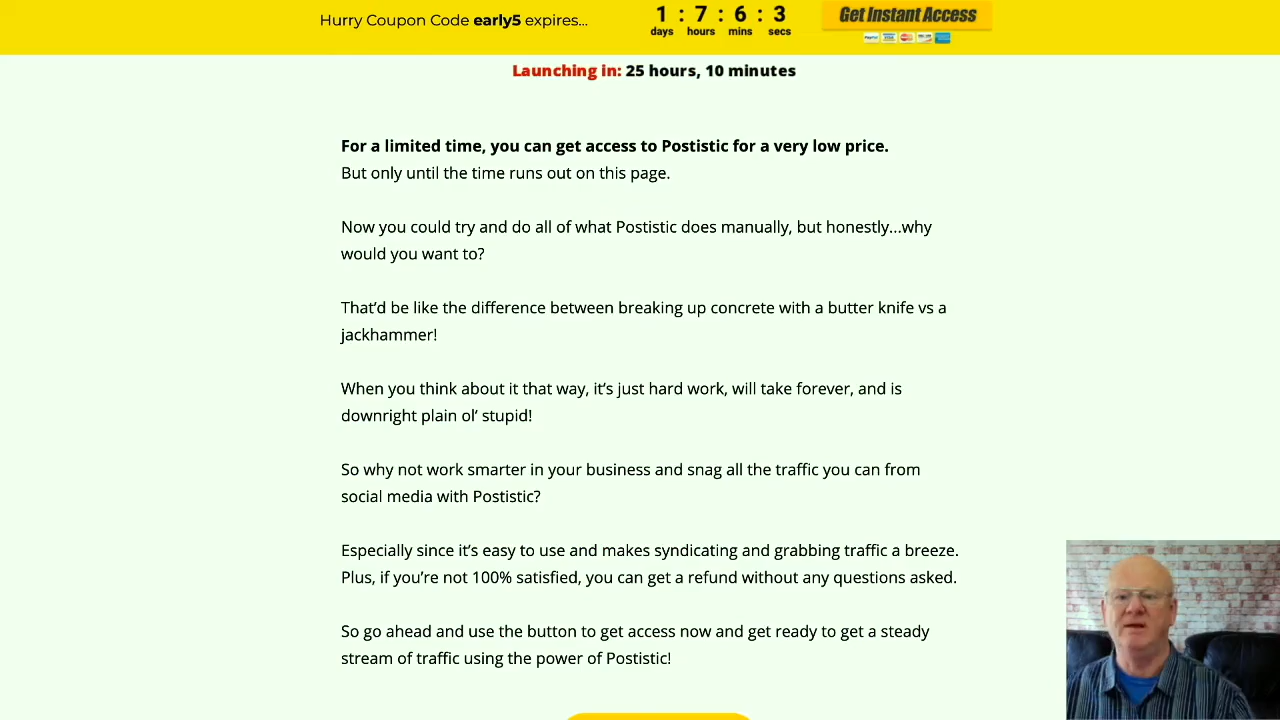 Hurry Coupon Code early5 expires...
1 : 7 : 6 : 3
days hours mins secs
Get Instant Access
Launching in: 25 hours, 10 minutes
For a limited time, you can get access to Postistic for a very low price.
But only until the time runs out on this page.
Now you could try and do all of what Postistic does manually, but honestly...why
would you want to?
That’d be like the difference between breaking up concrete with a butter knife vs a
jackhammer!
When you think about it that way, it’s just hard work, will take forever, and is
downright plain ol’ stupid!
So why not work smarter in your business and snag all the traffic you can from
social media with Postistic?
Especially since it’s easy to use and makes syndicating and grabbing traffic a breeze.
Plus, if you’re not 100% satisfied, you can get a refund without any questions asked.
So go ahead and use the button to get access now and get ready to get a steady
stream of traffic using the power of Postistic!